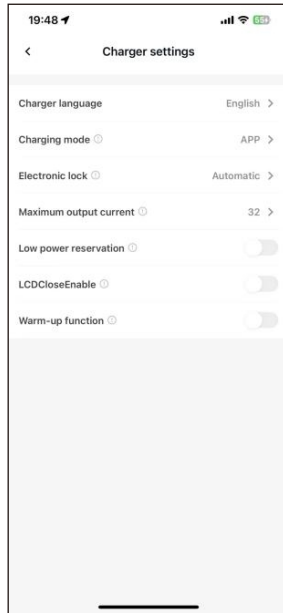 19:48
55
Charger settings
Charger language English
Charging mode APP
Electronic lock Automatic
Maximum output current 32
Low power reservation
LCDCloseEnable
Warm-up function